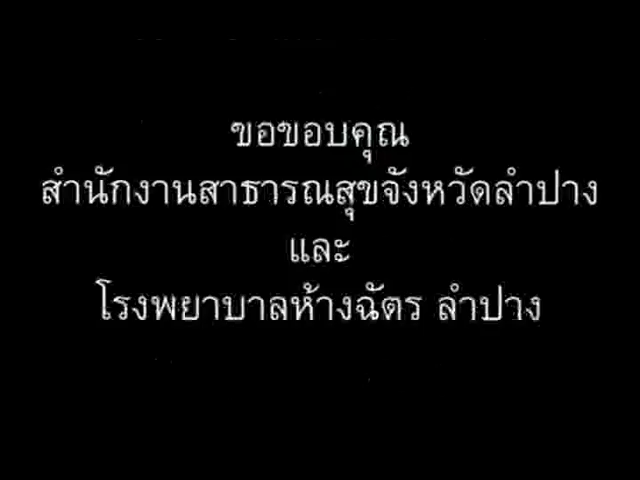 ขอขอบคุณ
สำนักงานสาธารณสุขจังหวัดลำปาง
และ
โรงพยาบาลห้างฉัตร ลำปาง